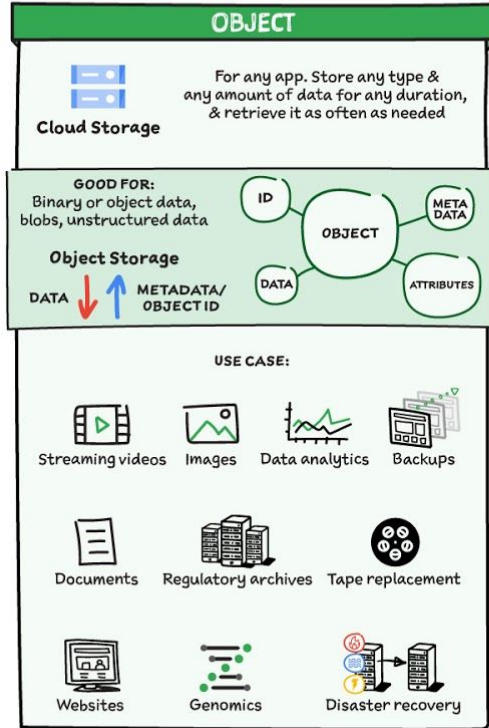 OBJECT
Cloud Storage
For any app. Store any type &
any amount of data for any duration,
& retrieve it as often as needed
GOOD FOR:
Binary or object data,
blobs, unstructured data
Object Storage
DATA
METADATA/
OBJECT ID
ID
OBJECT
META
DATA
DATA
ATTRIBUTES
USE CASE:
Streaming videos
Images
Data analytics
Backups
Documents
Regulatory archives
Tape replacement
Websites
Genomics
Disaster recovery